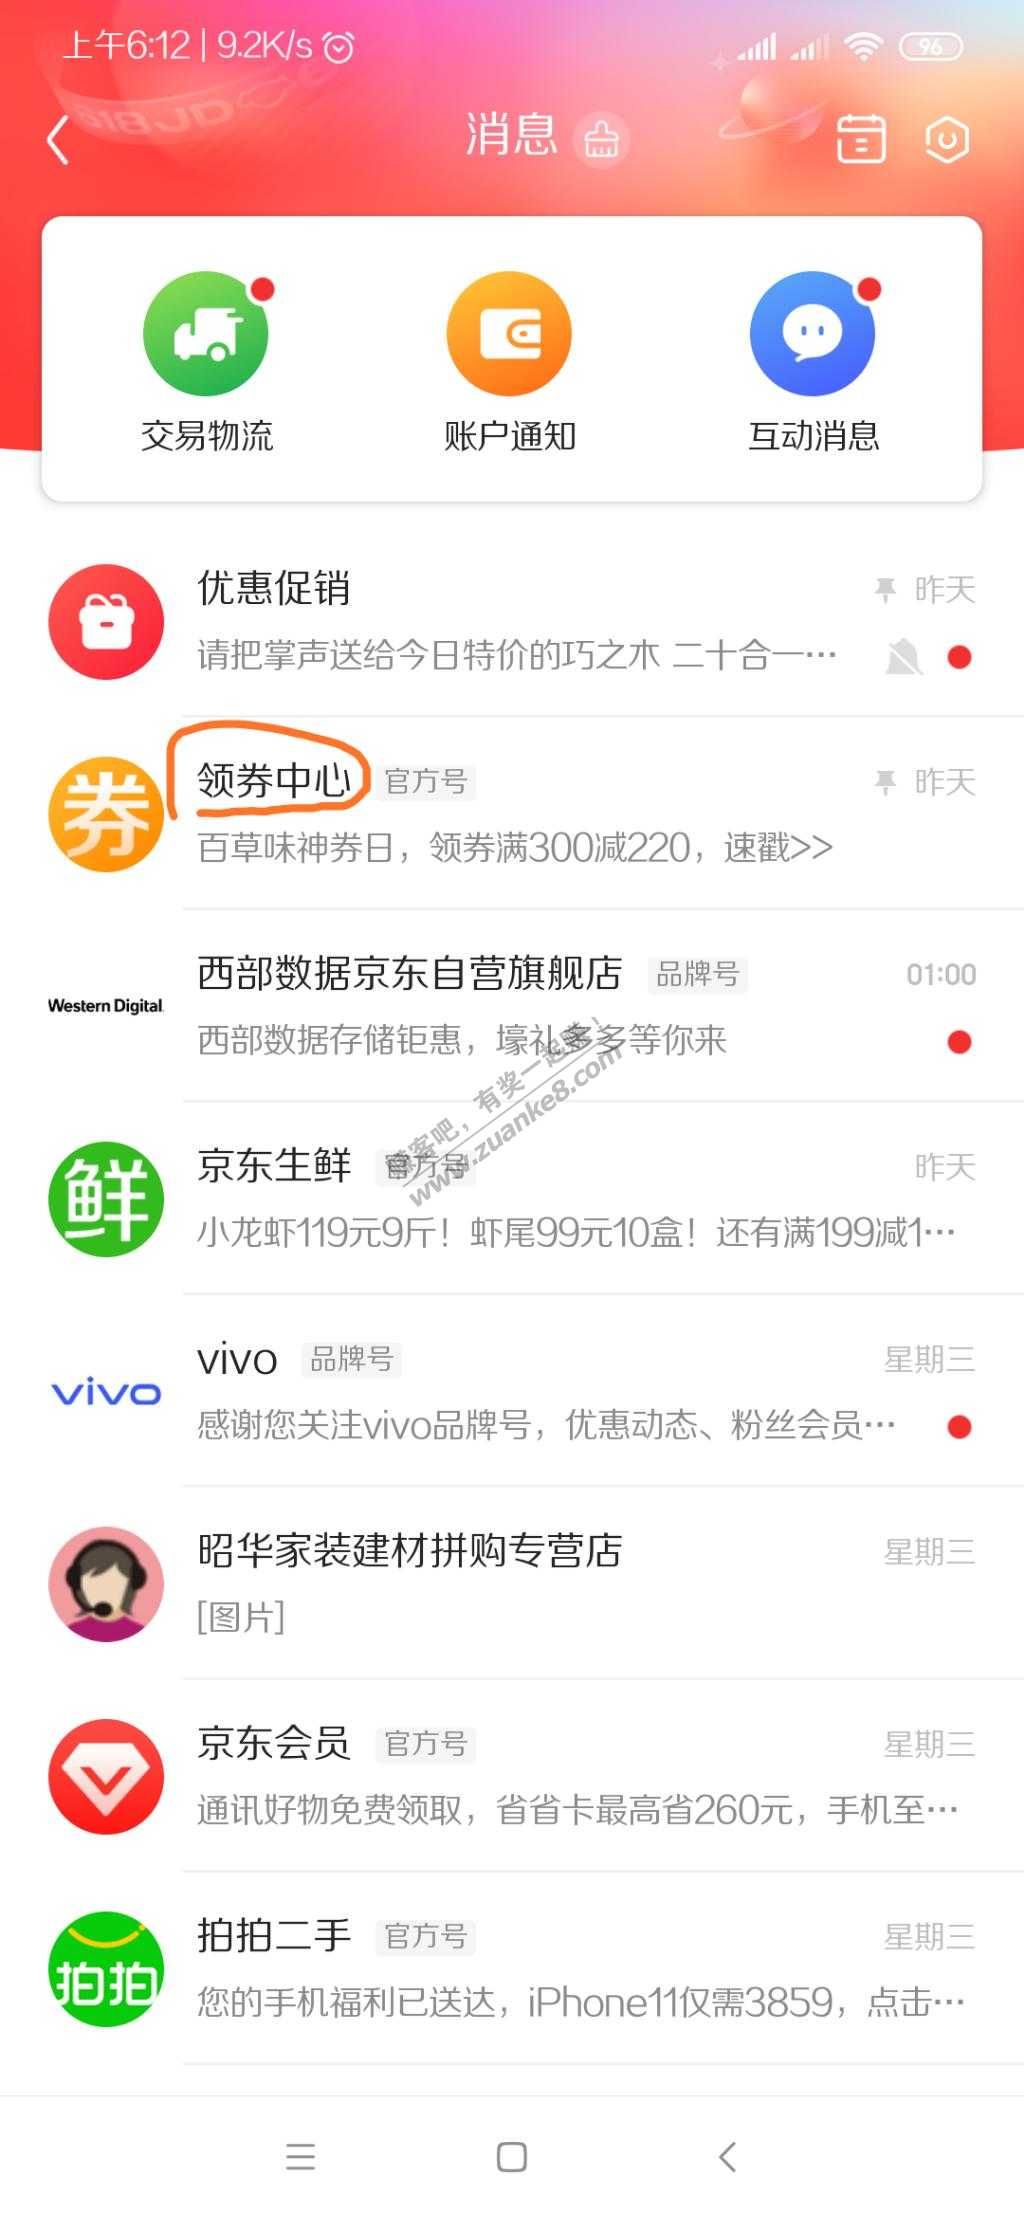 上午6:12 | 9.2K/s
96
消息
交易物流
账户通知
互动消息
优惠促销
昨天
请把掌声送给今日特价的巧之木 二十合一…
券
领券中心
官方号
昨天
百草味神券日，领券满300减220，速戳>>
Western Digital.
西部数据京东自营旗舰店
品牌号
01:00
西部数据存储钜惠，壕礼多多等你来
赚客吧，有奖一起赚！
www.zuanke8.com
鲜
京东生鲜
官方号
昨天
小龙虾119元9斤！虾尾99元10盒！还有满199减1…
vivo
vivo
品牌号
星期三
感谢您关注vivo品牌号，优惠动态、粉丝会员…
昭华家装建材拼购专营店
星期三
[图片]
京东会员
官方号
星期三
通讯好物免费领取，省省卡最高省260元，手机至…
拍拍
拍拍二手
官方号
星期三
您的手机福利已送达，iPhone11仅需3859，点击…